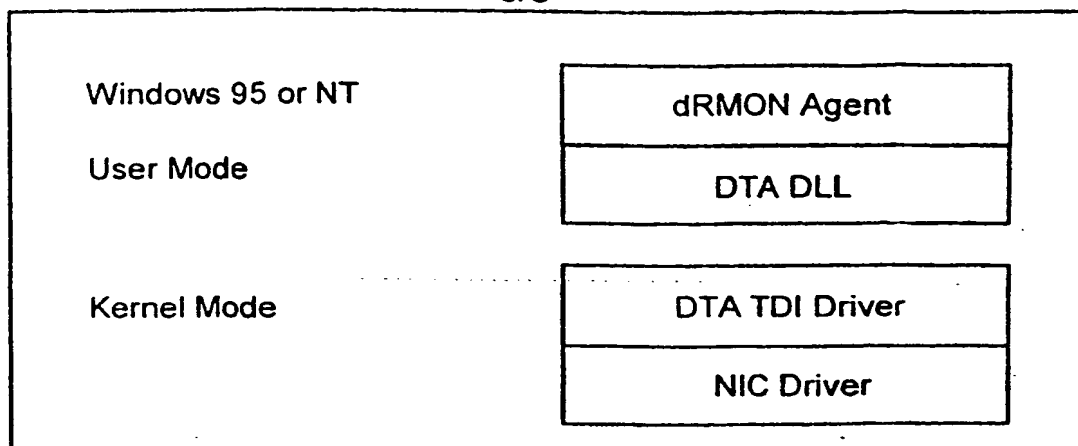 Windows 95 or NT
dRMON Agent
User Mode
DTA DLL
Kernel Mode
DTA TDI Driver
NIC Driver